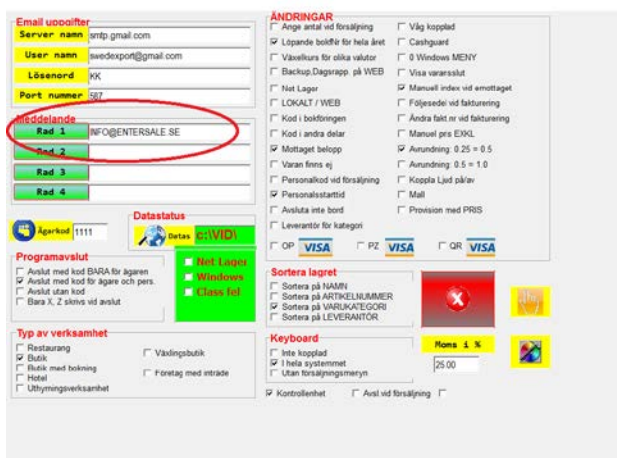 Email uppgifter
Server namn smtp.gmail.com
User namn swedexport@gmail.com
Lösenord KK
Port nummer 587
Meddelande
Rad 1 INFO@ENTERSALE.SE
Rad 2
Rad 3
Rad 4
Ägarkod 1111
Datastatus
Datas c:\VID\
Net Lager
Windows
Class fel
Programavslut
Avslut med kod BARA för ägaren
Avslut med kod för ägare och pers.
Avslut utan kod
Bara X, Z skrivs vid avslut
Typ av verksamhet
Restaurang
Butik
Butik med bokning
Hotel
Uthyrningsverksamhet
Växlingsbutik
Företag med inträde
ÄNDRINGAR
Ange antal vid försäljning
Löpande bokfNr för hela året
Växelkurs för olika valutor
Backup,Dagsrapp. på WEB
Net Lager
LOKALT / WEB
Kod i bokföringen
Kod i andra delar
Mottaget belopp
Varan finns ej
Personalkod vid försäljning
Personalsstarttid
Avsluta inte bord
Leverantör för kategori
Våg kopplad
Cashguard
0 Windows MENY
Visa varansslut
Manuell index vid emottaget
Följesedel vid fakturering
Ändra fakt nr vid fakturering
Manuel pris EXKL
Avrundning: 0.25 = 0.5
Avrundning: 0.5 = 1.0
Koppla Ljud på/av
Mall
Provision med PRIS
OP VISA PZ VISA QR VISA
Sortera lagret
Sortera på NAMN
Sortera på ARTIKELNUMMER
Sortera på VARUKATEGORI
Sortera på LEVERANTÖR
Keyboard
Inte kopplad
I hela systemmet
Utan försäljningsmeryn
Moms i %
25.00
Kontrollenhet Avsl vid försäljning